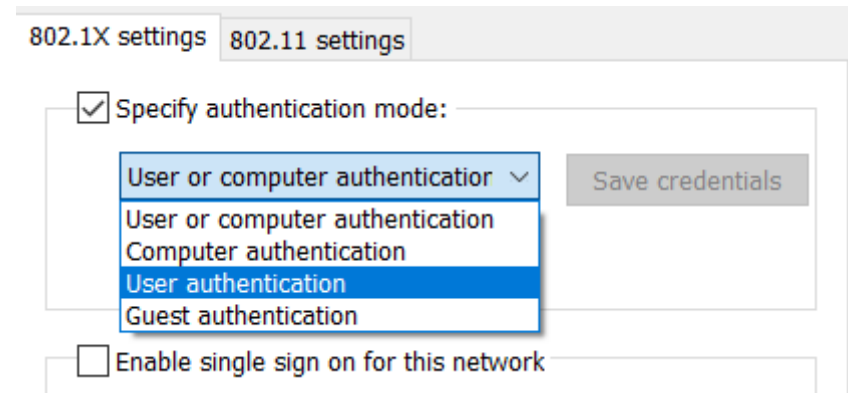 802.1X settings 802.11 settings
Specify authentication mode:
User or computer authentication Save credentials
User or computer authentication
Computer authentication
User authentication
Guest authentication
Enable single sign on for this network